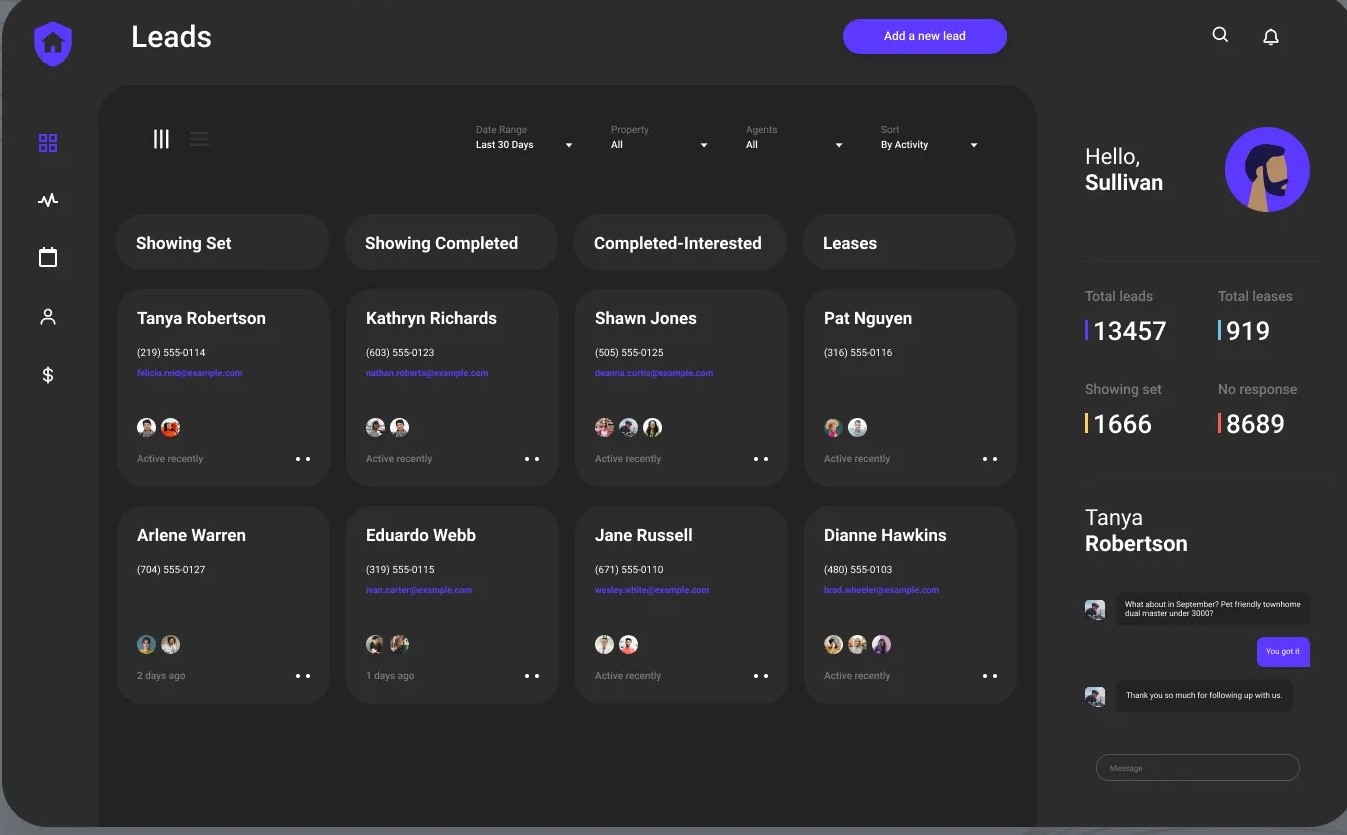 Leads
Add a new lead
Date Range
Last 30 Days
Property
All
Agents
All
Sort
By Activity
Showing Set
Showing Completed
Completed-Interested
Leases
Tanya Robertson
(219) 555-0114
felicia.reid@example.com
Active recently
Kathryn Richards
(603) 555-0123
nathan.roberts@example.com
Active recently
Shawn Jones
(505) 555-0125
deanna.curtis@example.com
Active recently
Pat Nguyen
(316) 555-0116
Active recently
Arlene Warren
(704) 555-0127
2 days ago
Eduardo Webb
(319) 555-0115
ivan.carter@example.com
1 days ago
Jane Russell
(671) 555-0110
wesley.white@example.com
Active recently
Dianne Hawkins
(480) 555-0103
brad.wheeler@example.com
Active recently
Hello,
Sullivan
Total leads
13457
Total leases
919
Showing set
1666
No response
8689
Tanya
Robertson
What about in September? Pet friendly townhome
dual master under 3000?
You got it
Thank you so much for following up with us.
Message